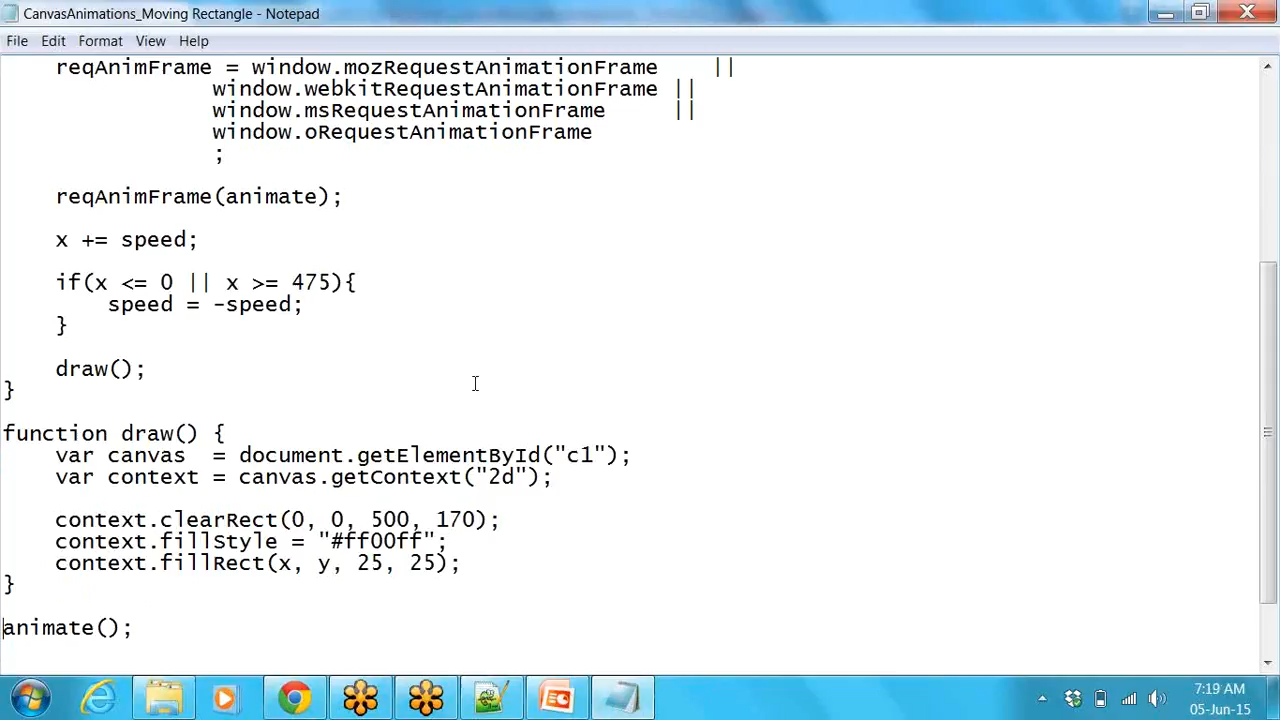 CanvasAnimations_Moving Rectangle - Notepad
File Edit Format View Help
reqAnimFrame = window.mozRequestAnimationFrame ||
window.webkitRequestAnimationFrame ||
window.msRequestAnimationFrame ||
window.oRequestAnimationFrame
;
reqAnimFrame(animate);
x += speed;
if(x <= 0 || x >= 475){
speed = -speed;
}
draw();
}
function draw() {
var canvas = document.getElementById("c1");
var context = canvas.getContext("2d");
context.clearRect(0, 0, 500, 170);
context.fillStyle = "#ff00ff";
context.fillRect(x, y, 25, 25);
}
animate();
7:19 AM
05-Jun-15